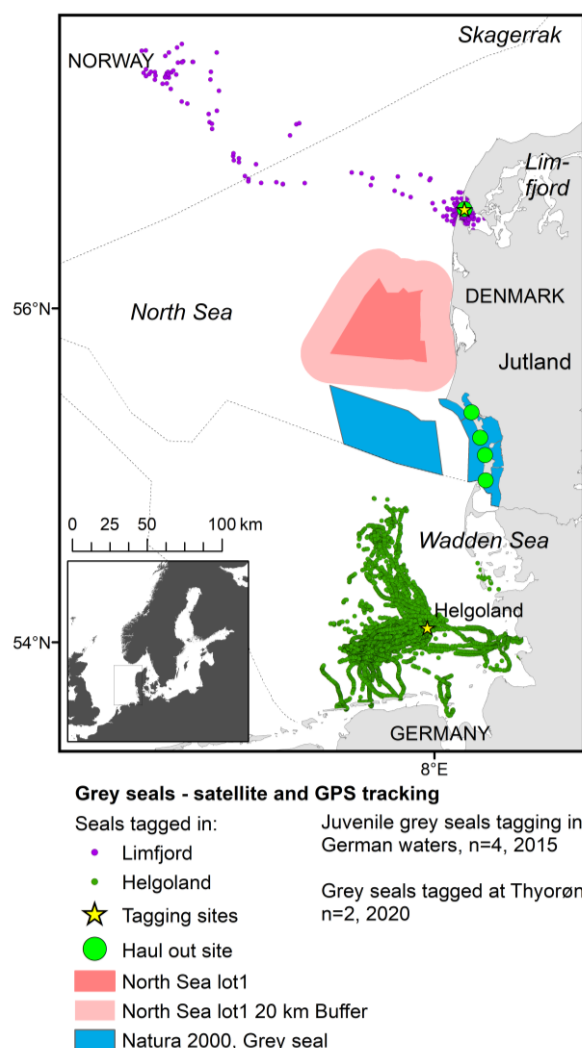 Skagerrak
NORWAY
Lim-
fjord
56°N
North Sea
DENMARK
Jutland
0 25 50 100 km
Wadden Sea
Helgoland
54°N
GERMANY
8°E
Grey seals - satellite and GPS tracking
Seals tagged in:
Limfjord
Helgoland
Tagging sites
Haul out site
North Sea lot1
North Sea lot1 20 km Buffer
Natura 2000, Grey seal
Juvenile grey seals tagging in
German waters, n=4, 2015
Grey seals tagged at Thyorøn
n=2, 2020